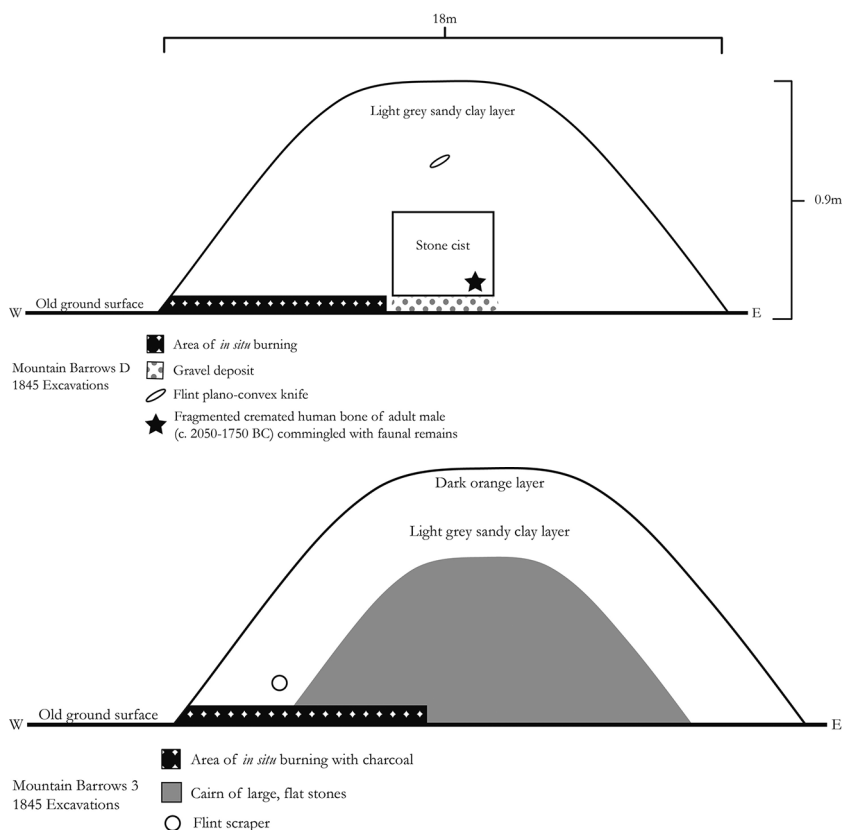 18m
Light grey sandy clay layer
0.9m
Stone cist
Old ground surface
W
E
Area of in situ burning
Mountain Barrows D
1845 Excavations
Gravel deposit
Flint plano-convex knife
Fragmented cremated human bone of adult male
(c. 2050-1750 BC) commingled with faunal remains
Dark orange layer
Light grey sandy clay layer
Old ground surface
W
E
Area of in situ burning with charcoal
Mountain Barrows 3
1845 Excavations
Cairn of large, flat stones
Flint scraper